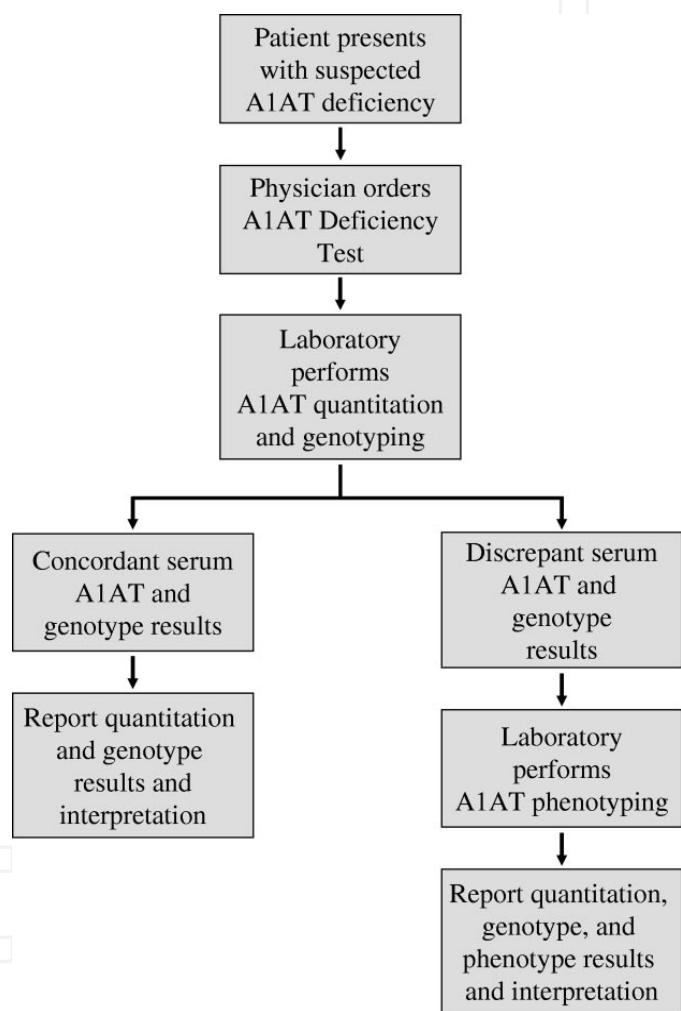 Patient presents
with suspected
A1AT deficiency
Physician orders
A1AT Deficiency
Test
Laboratory
performs
A1AT quantitation
and genotyping
Concordant serum
A1AT and
genotype results
Report quantitation
and genotype
results and
interpretation
Discrepant serum
A1AT and
genotype
results
Laboratory
performs
A1AT phenotyping
Report quantitation,
genotype, and
phenotype results
and interpretation